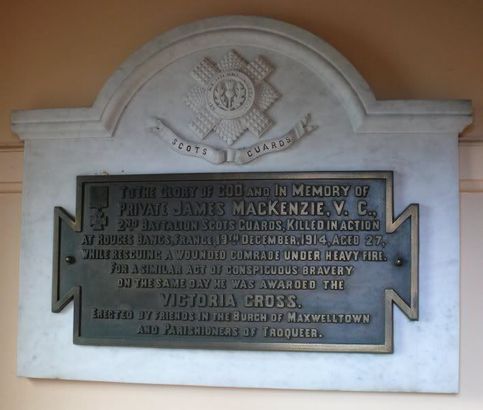 SCOTS GUARDS
TO THE GLORY OF GOD AND IN MEMORY OF
PRIVATE JAMES MACKENZIE, V. C.,
2ND BATTALION SCOTS GUARDS, KILLED IN ACTION
AT ROUGES BANCS, FRANCE, 19TH DECEMBER, 1914, AGED 27,
WHILE RESCUING A WOUNDED COMRADE UNDER HEAVY FIRE.
FOR A SIMILAR ACT OF CONSPICUOUS BRAVERY
ON THE SAME DAY HE WAS AWARDED THE
VICTORIA CROSS.
ERECTED BY FRIENDS IN THE BURGH OF MAXWELLTOWN
AND PARISHIONERS OF TROQUEER.